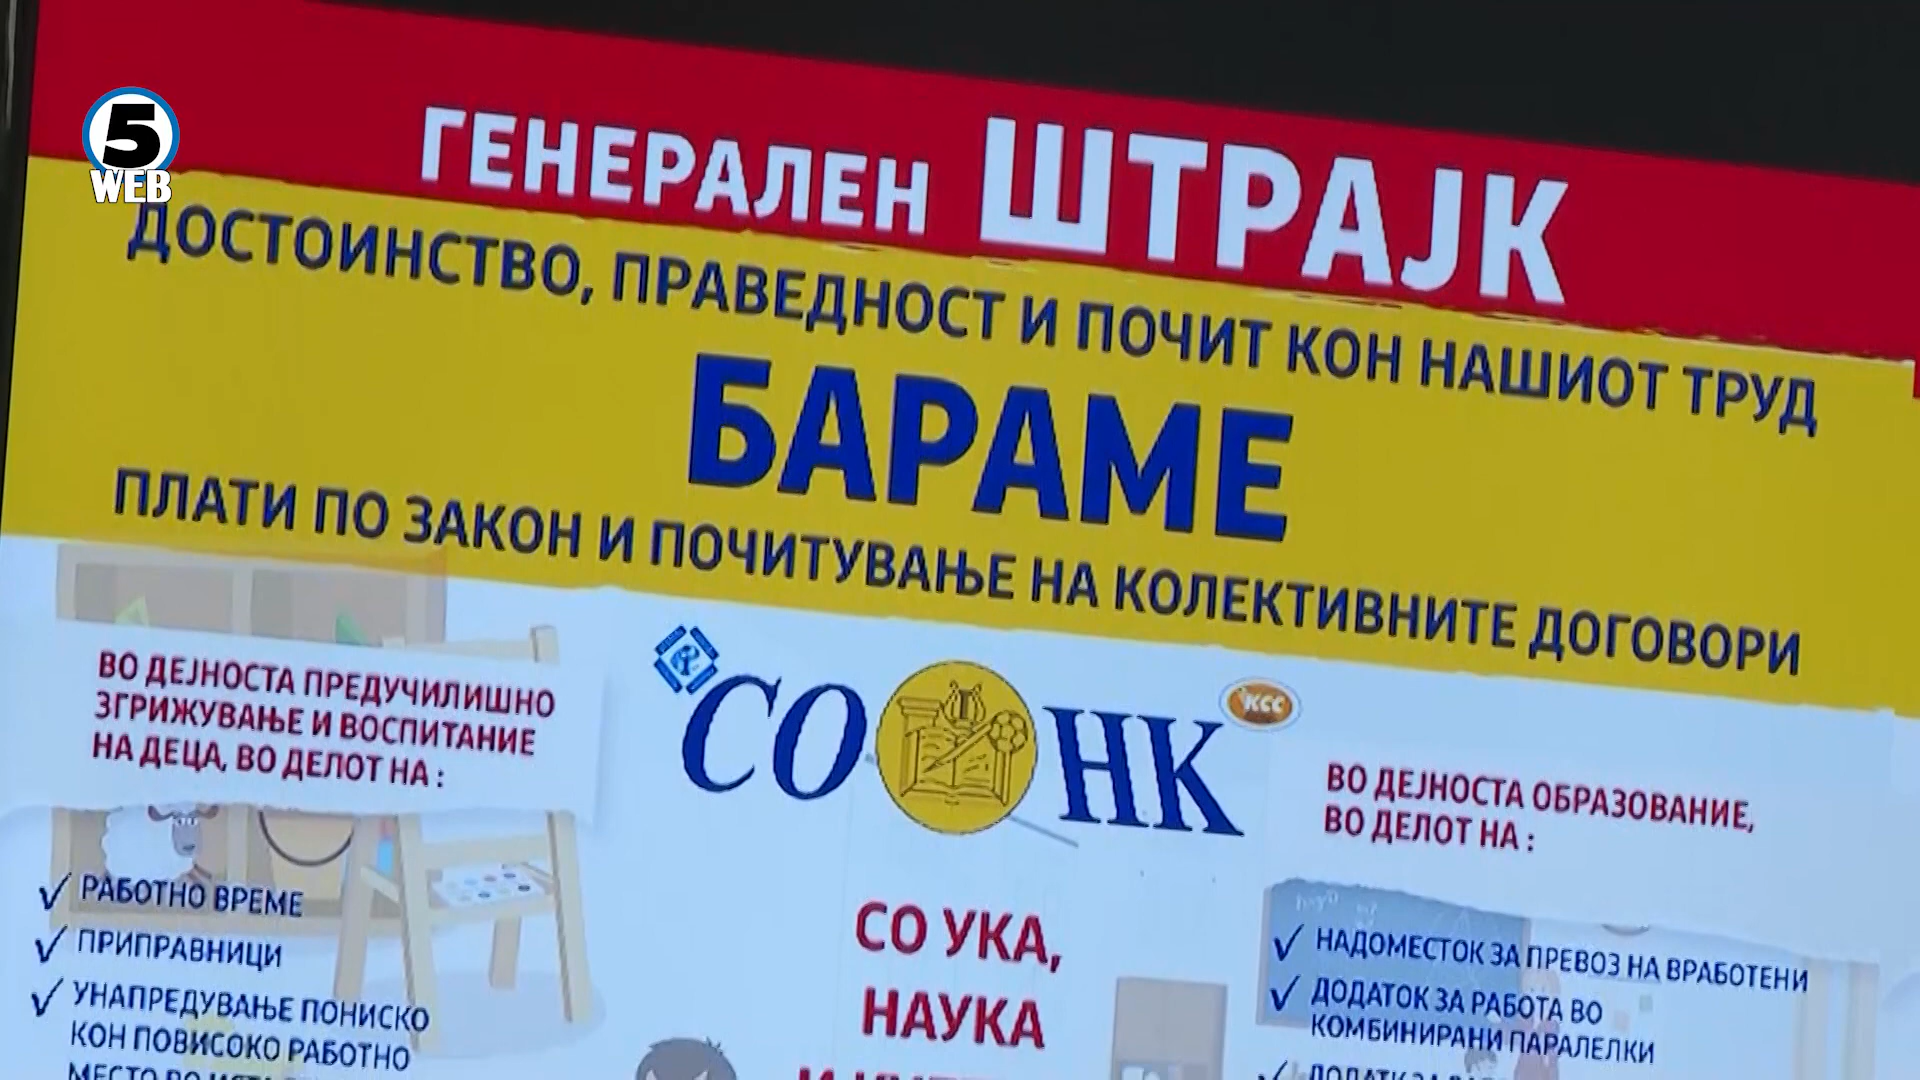 5
WEB
ГЕНЕРАЛЕН ШТРАЈК
ДОСТОИНСТВО, ПРАВЕДНОСТ И ПОЧИТ КОН НАШИОТ ТРУД
БАРАМЕ
ПЛАТИ ПО ЗАКОН И ПОЧИТУВАЊЕ НА КОЛЕКТИВНИТЕ ДОГОВОРИ
СОНК
КСС
ВО ДЕЈНОСТА ПРЕДУЧИЛИШНО
ЗГРИЖУВАЊЕ И ВОСПИТАНИЕ
НА ДЕЦА, ВО ДЕЛОТ НА :
✓ РАБОТНО ВРЕМЕ
✓ ПРИПРАВНИЦИ
✓ УНАПРЕДУВАЊЕ ПОНИСКО
КОН ПОВИСОКО РАБОТНО
МЕСТО ВО
СО УКА,
НАУКА
И
ВО ДЕЈНОСТА ОБРАЗОВАНИЕ,
ВО ДЕЛОТ НА :
✓ НАДОМЕСТОК ЗА ПРЕВОЗ НА ВРАБОТЕНИ
✓ ДОДАТОК ЗА РАБОТА ВО
КОМБИНИРАНИ ПАРАЛЕЛКИ